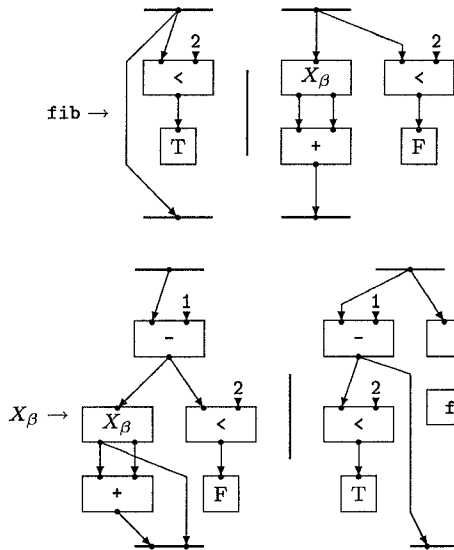 2 2
< X_β <
fib →
T + F
1 1
- -
2 2
X_β → X_β < <
+ F T